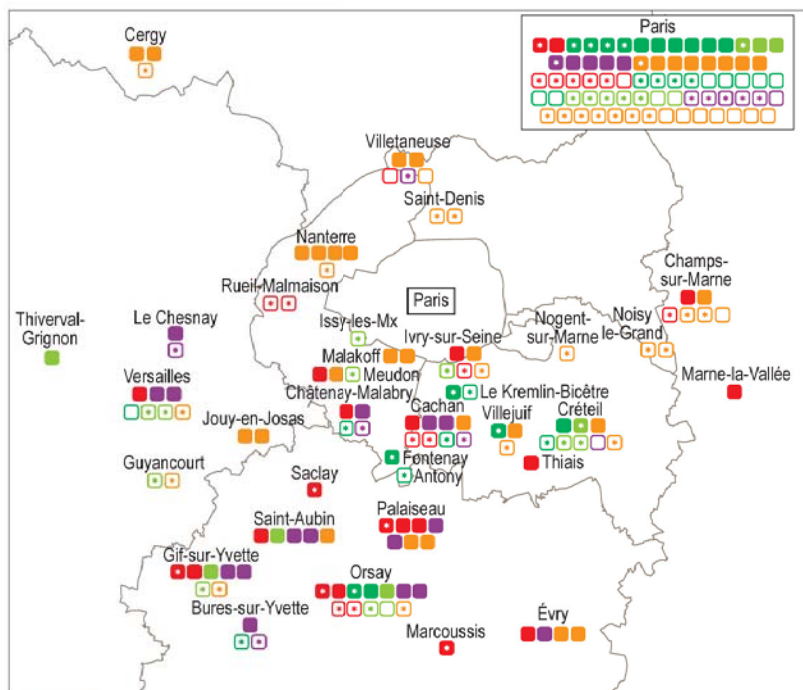 Paris
Cergy
Villetaneuse
Saint-Denis
Nanterre
Champs-
sur-Marne
Rueil-Malmaison
Paris
Thiverval-
Grignon
Le Chesnay
Issy-les-Mx
Ivry-sur-Seine
Nogent-
sur-Marne
Noisy
le-Grand
Malakoff
Meudon
Marne-la-Vallée
Versailles
Châtenay-Malabry
Le Kremlin-Bicêtre
Jouy-en-Josas
Cachan
Villejuif
Créteil
Guyancourt
Fontenay
Thiais
Saclay
Antony
Saint-Aubin
Palaiseau
Gif-sur-Yvette
Orsay
Bures-sur-Yvette
Marcoussis
Évry